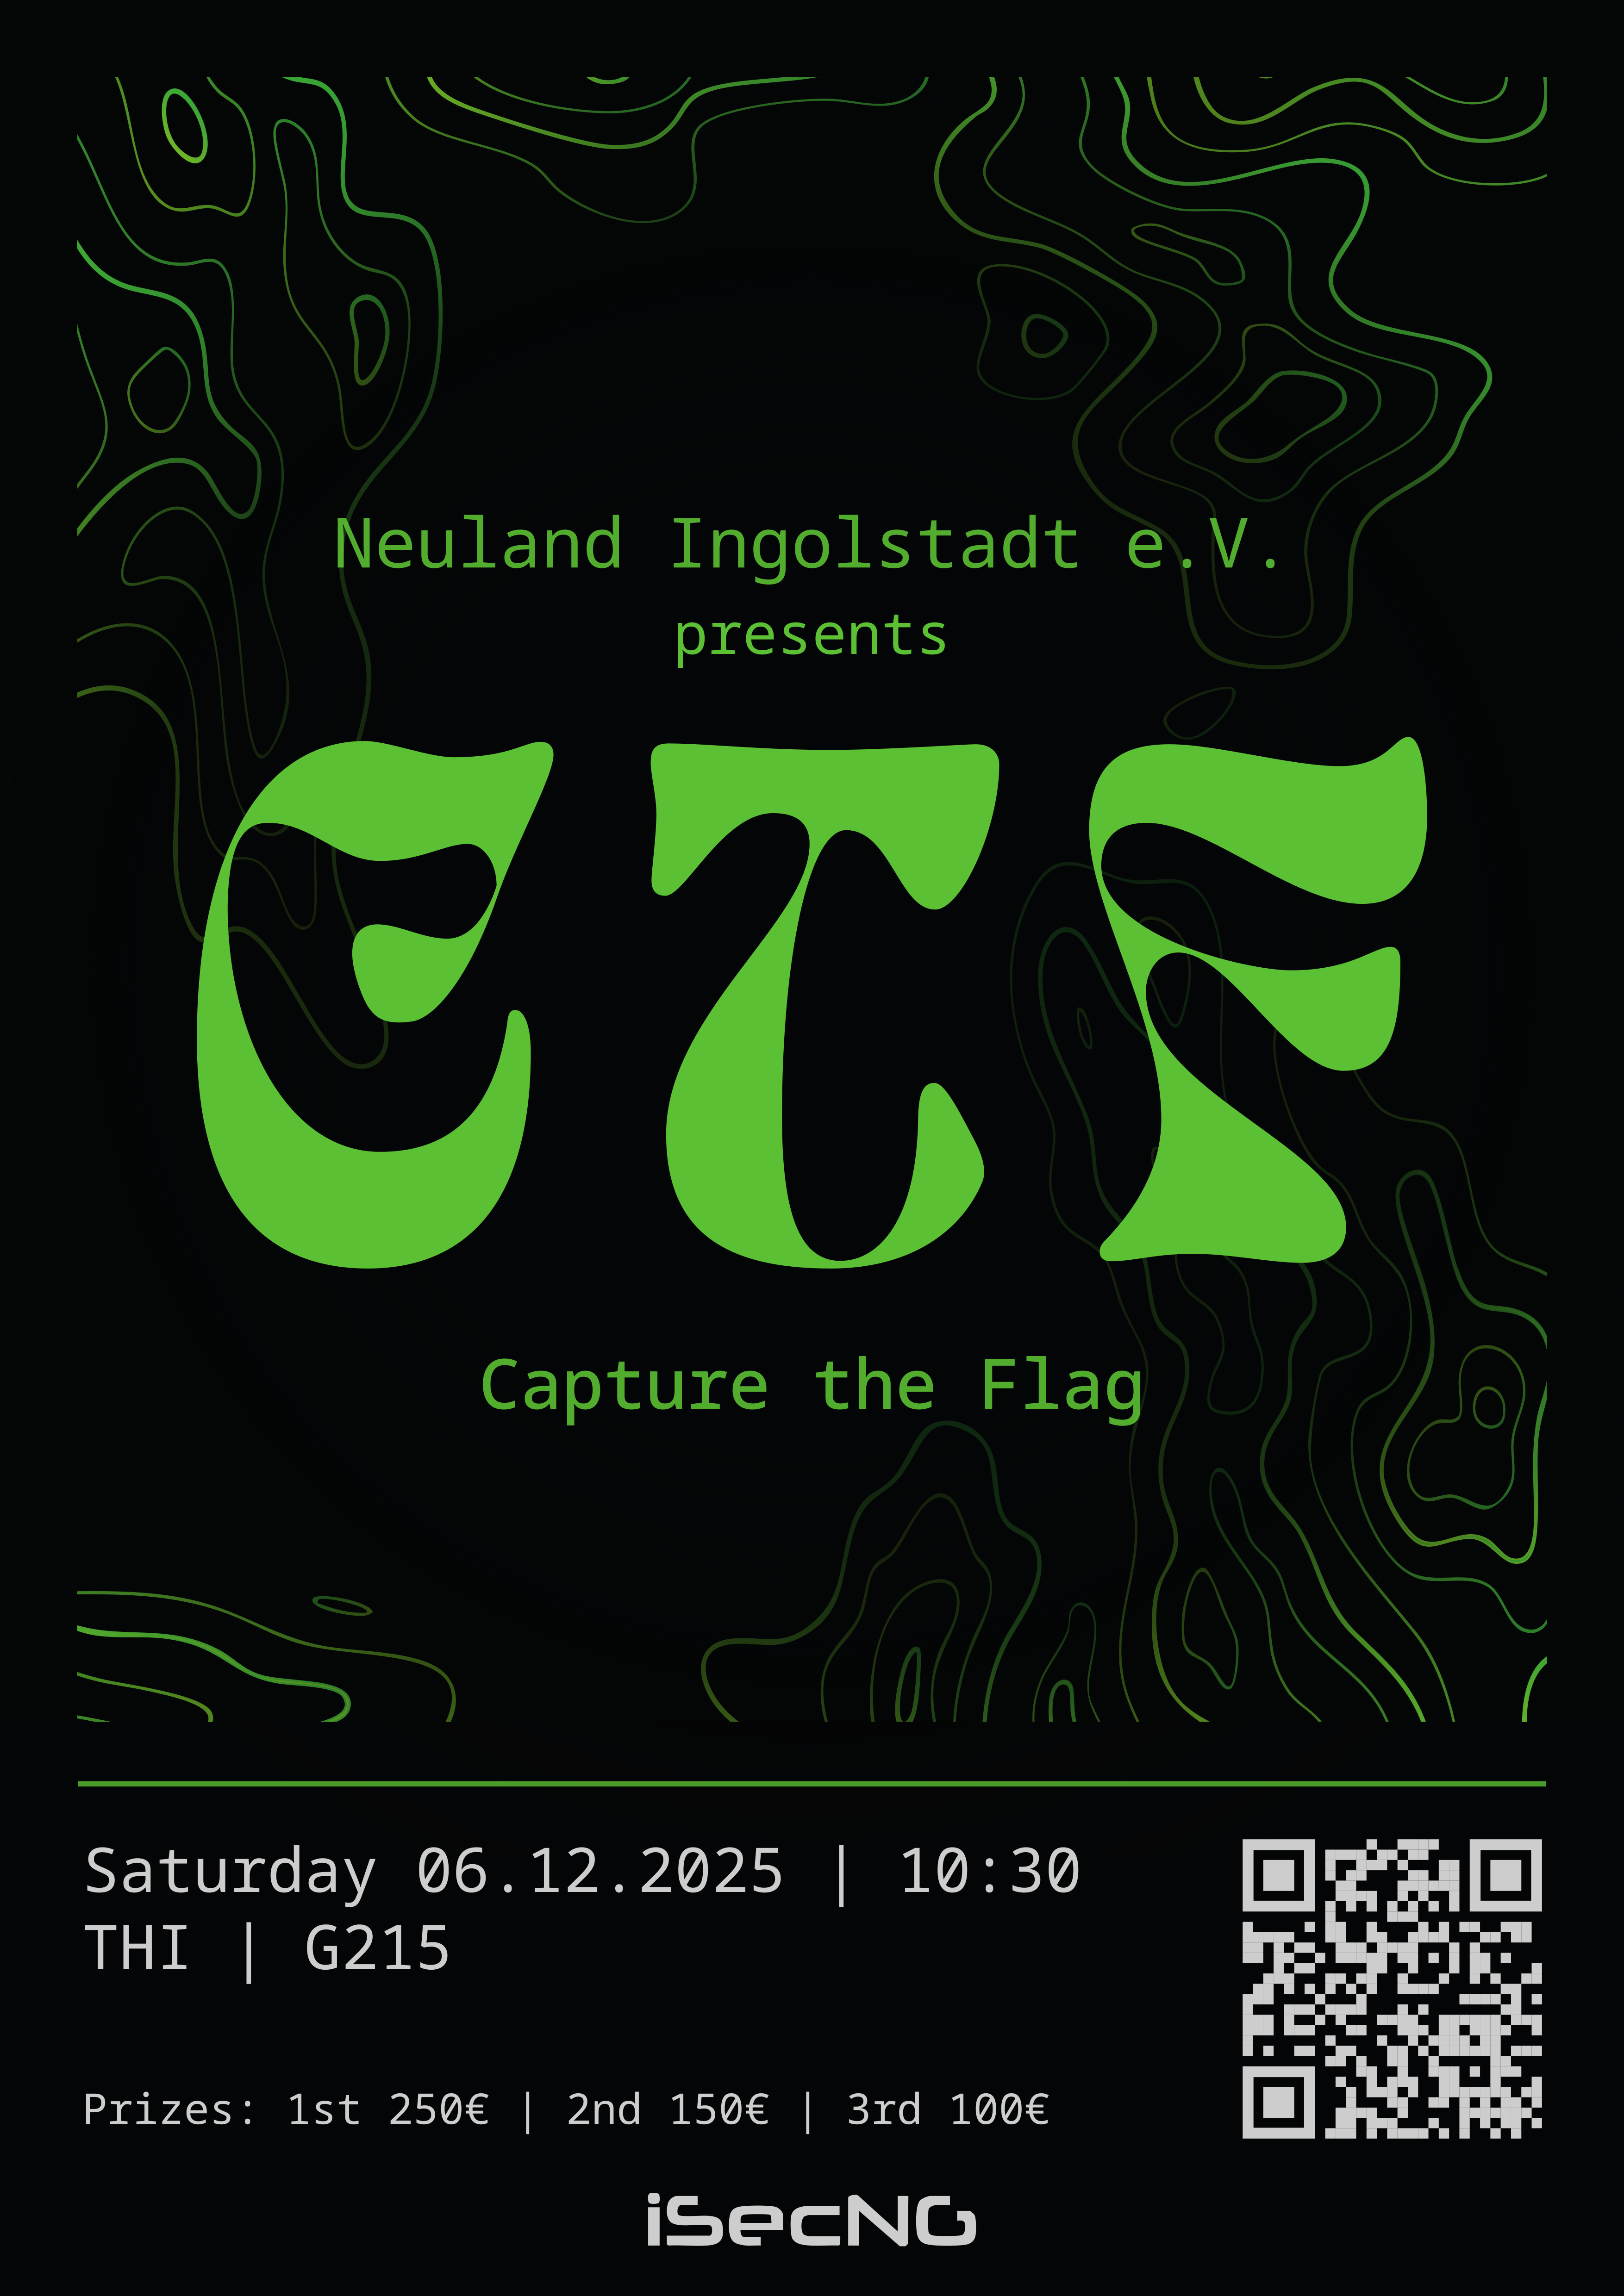 Neuland Ingolstadt e.V.
presents
CTF
Capture the Flag
Saturday 06.12.2025 | 10:30
THI | G215
Prizes: 1st 250€ | 2nd 150€ | 3rd 100€
iSecNG